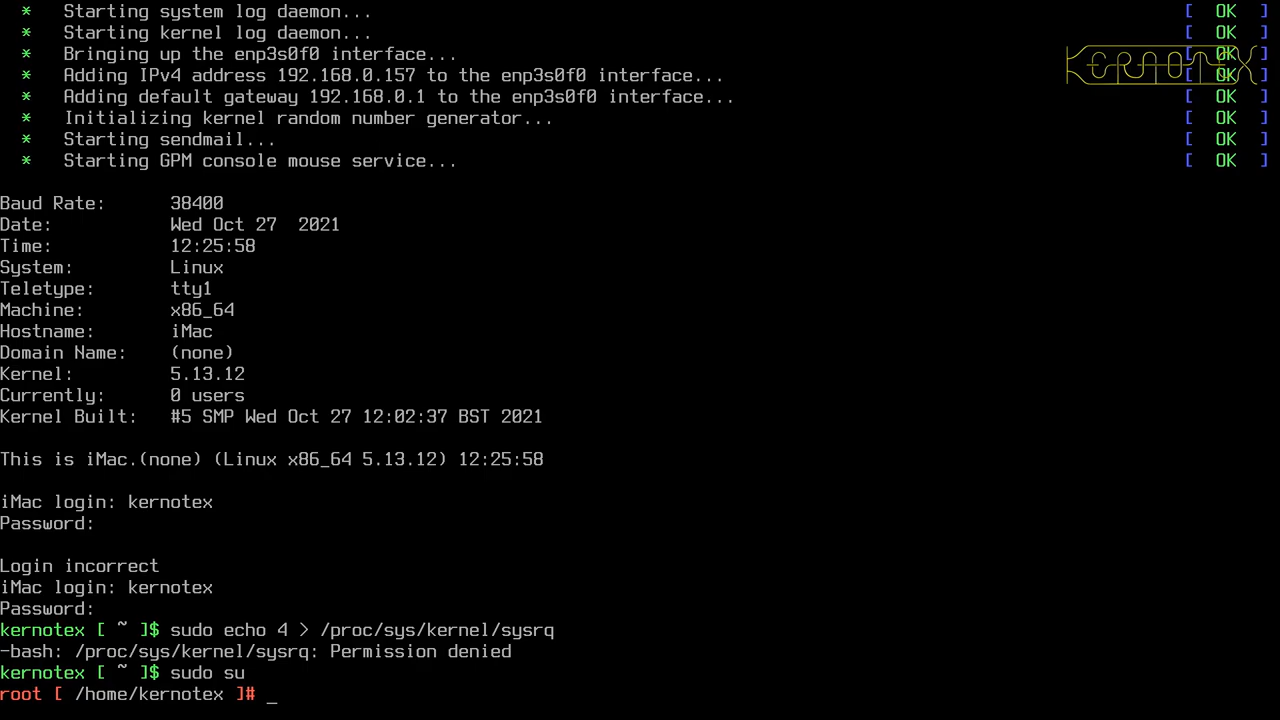 * Starting system log daemon... [ OK ]
* Starting kernel log daemon... [ OK ]
* Bringing up the enp3s0f0 interface... [ OK ]
Kernotex
* Adding IPv4 address 192.168.0.157 to the enp3s0f0 interface... [ OK ]
* Adding default gateway 192.168.0.1 to the enp3s0f0 interface... [ OK ]
* Initializing kernel random number generator... [ OK ]
* Starting sendmail... [ OK ]
* Starting GPM console mouse service... [ OK ]
Baud Rate: 38400
Date: Wed Oct 27  2021
Time: 12:25:58
System: Linux
Teletype: tty1
Machine: x86_64
Hostname: iMac
Domain Name: (none)
Kernel: 5.13.12
Currently: 0 users
Kernel Built: #5 SMP Wed Oct 27 12:02:37 BST 2021
This is iMac.(none) (Linux x86_64 5.13.12) 12:25:58
iMac login: kernotex
Password:
Login incorrect
iMac login: kernotex
Password:
kernotex [ ~ ]$ sudo echo 4 > /proc/sys/kernel/sysrq
-bash: /proc/sys/kernel/sysrq: Permission denied
kernotex [ ~ ]$ sudo su
root [ /home/kernotex ]# _